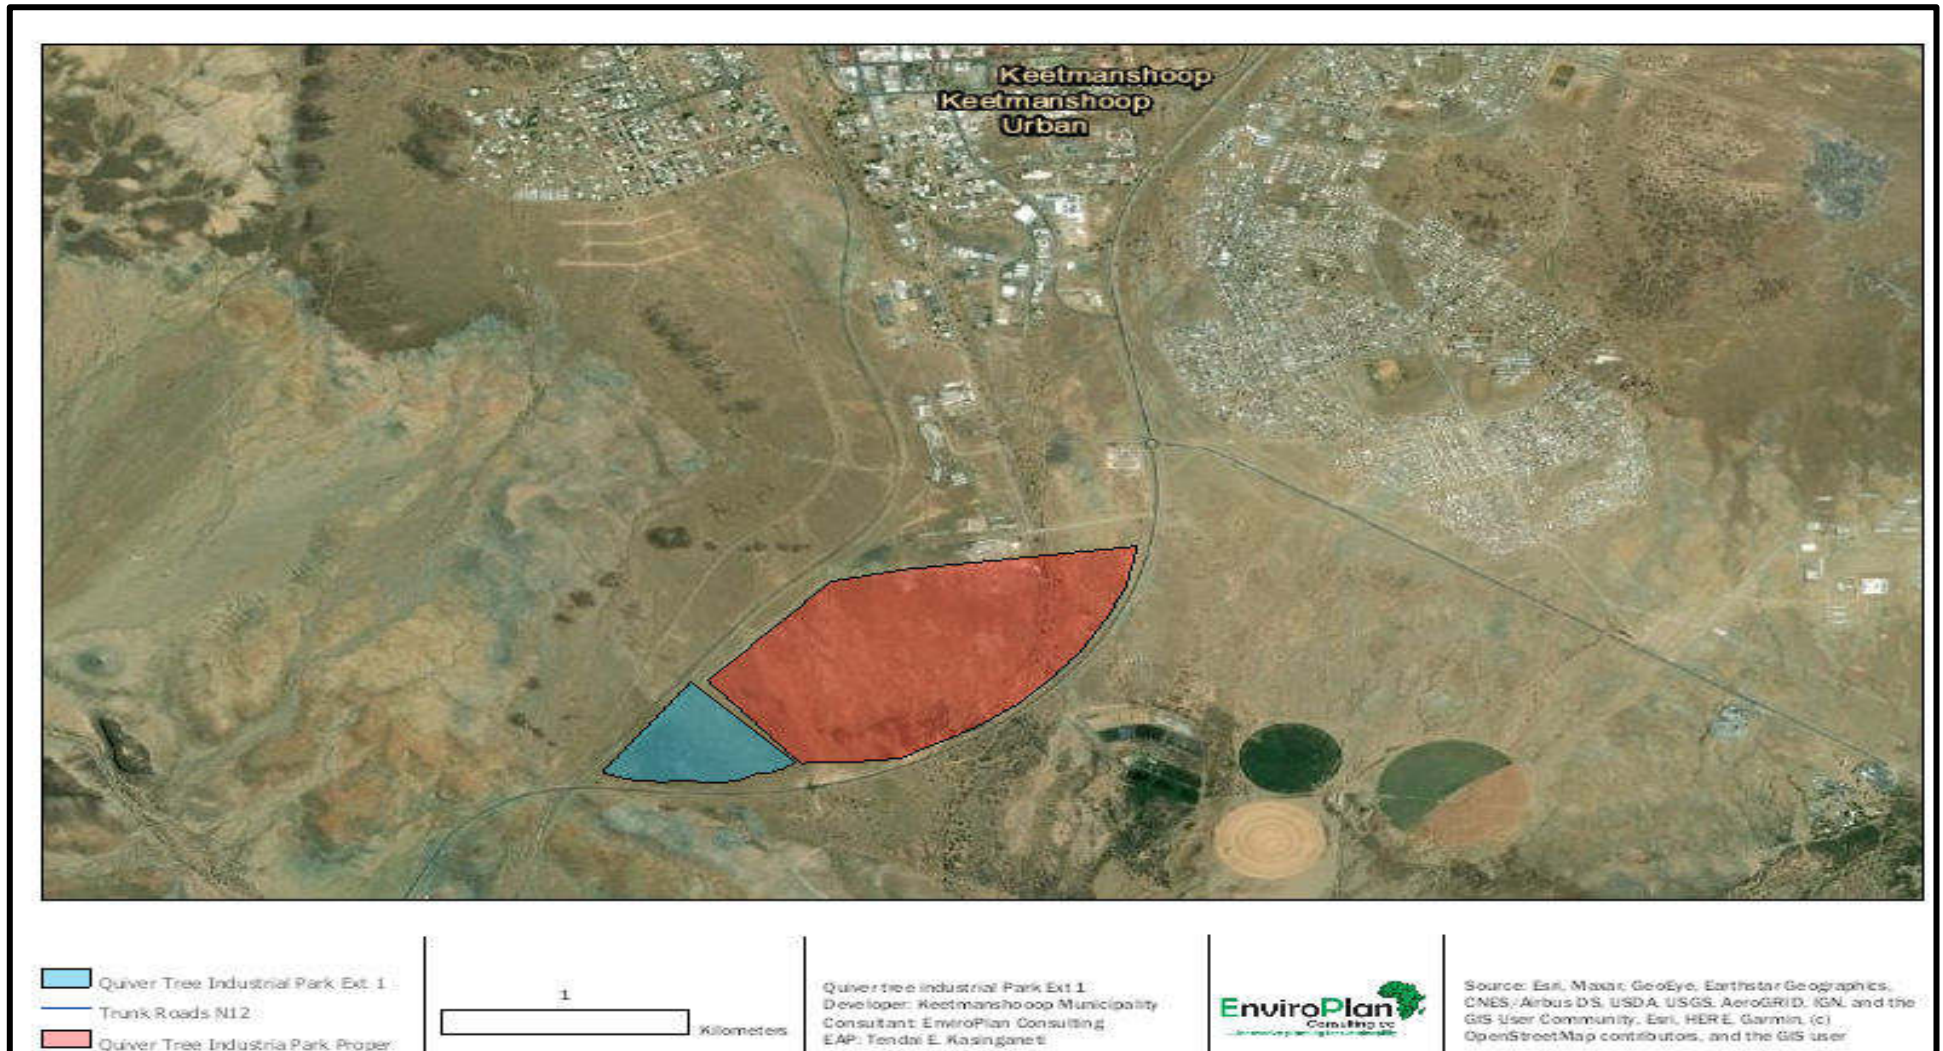 Keetmanshoop
Keetmanshoop
Urban
Quiver Tree Industrial Park Ext 1
Trunk Roads N12
Quiver Tree Industria Park Proper
1
Kilometers
Quiver tree industrial Park Ext 1
Developer: Keetmanshooop Municipality
Consultant: EnviroPlan Consulting
EAP: Tendai E. Kasinganeti
EnviroPlan
Consulting cc
Source: Esri, Maxar, GeoEye, Earthstar Geographics,
CNES/Airbus DS, USDA, USGS, AeroGRID, IGN, and the
GIS User Community, Esri, HERE, Garmin, (c)
OpenStreetMap contributors, and the GIS user